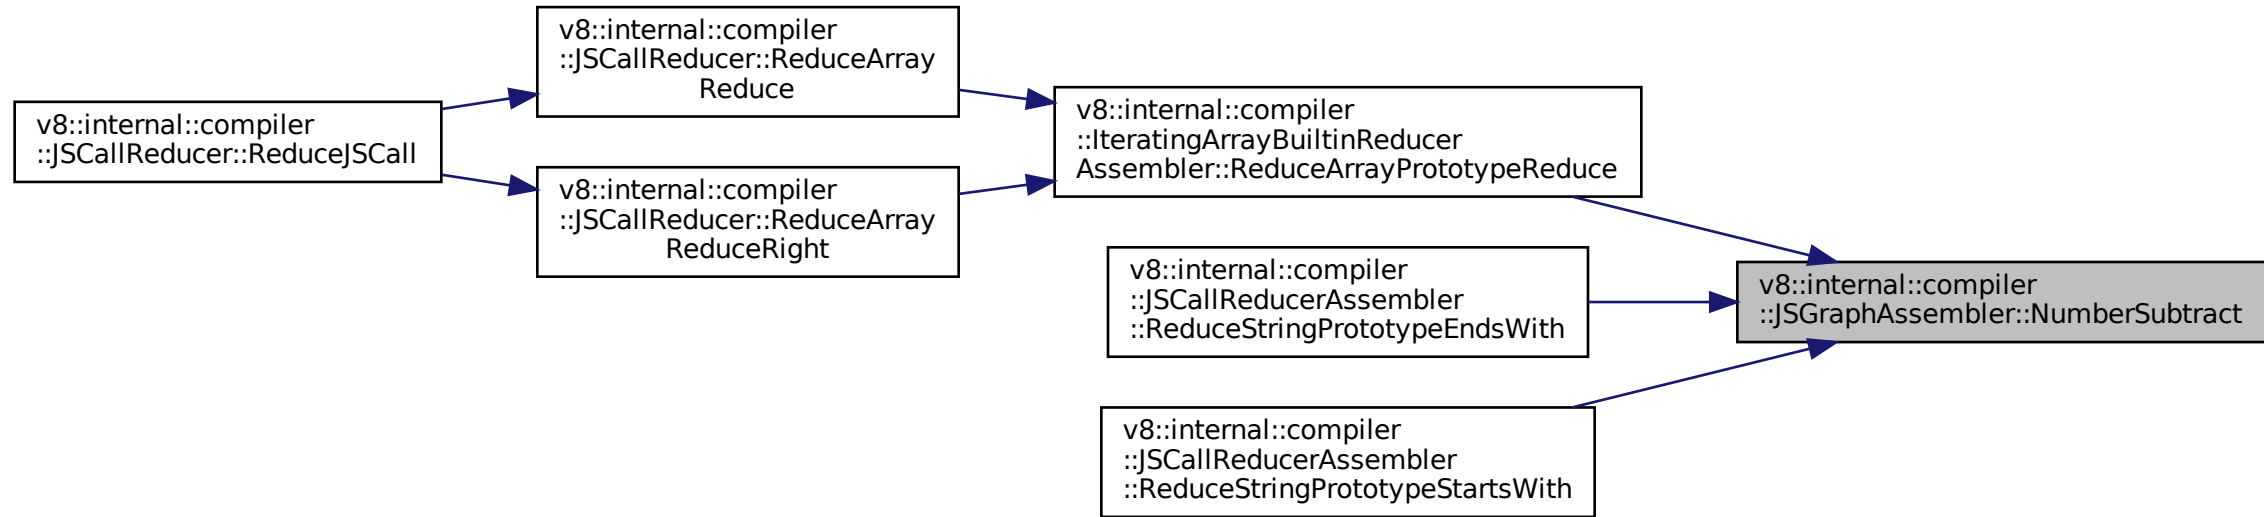 v8::internal::compiler
::JSCallReducer::ReduceJSCall
v8::internal::compiler
::JSCallReducer::ReduceArray
Reduce
v8::internal::compiler
::JSCallReducer::ReduceArray
ReduceRight
v8::internal::compiler
::IteratingArrayBuiltinReducer
Assembler::ReduceArrayPrototypeReduce
v8::internal::compiler
::JSCallReducerAssembler
::ReduceStringPrototypeEndsWith
v8::internal::compiler
::JSCallReducerAssembler
::ReduceStringPrototypeStartsWith
v8::internal::compiler
::JSGraphAssembler::NumberSubtract